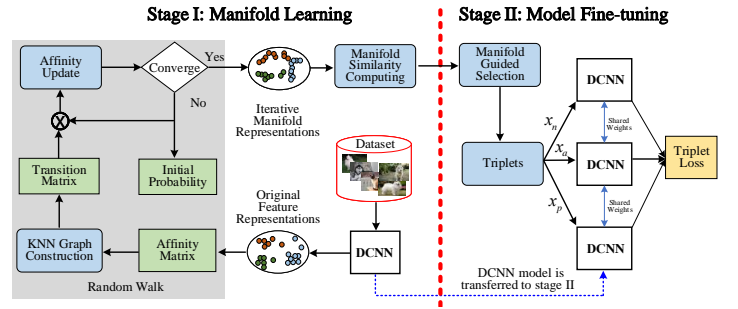 Stage I: Manifold Learning
Stage II: Model Fine-tuning
Affinity
Update
Converge
Yes
No
Iterative
Manifold
Representations
Manifold
Similarity
Computing
Manifold
Guided
Selection
DCNN
Shared
Weights
x_n
x_a
x_p
Triplets
DCNN
Triplet
Loss
Shared
Weights
DCNN
Transition
Matrix
Initial
Probability
Dataset
Original
Feature
Representations
KNN Graph
Construction
Affinity
Matrix
DCNN
Random Walk
DCNN model is
transferred to stage II